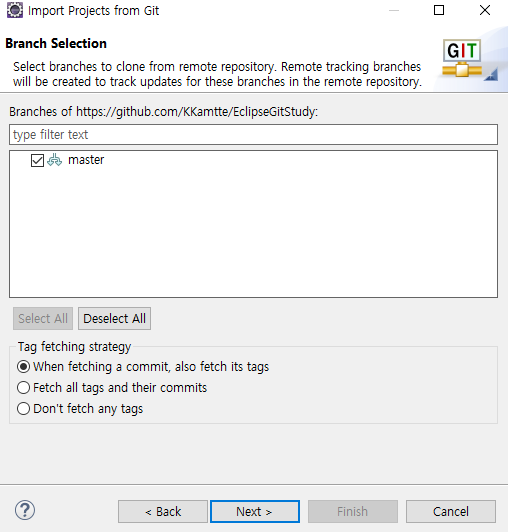 Import Projects from Git
Branch Selection
Select branches to clone from remote repository. Remote tracking branches
will be created to track updates for these branches in the remote repository.
GIT
Branches of https://github.com/KKamtte/EclipseGitStudy:
type filter text
master
Select All
Deselect All
Tag fetching strategy
When fetching a commit, also fetch its tags
Fetch all tags and their commits
Don't fetch any tags
?
< Back
Next >
Finish
Cancel